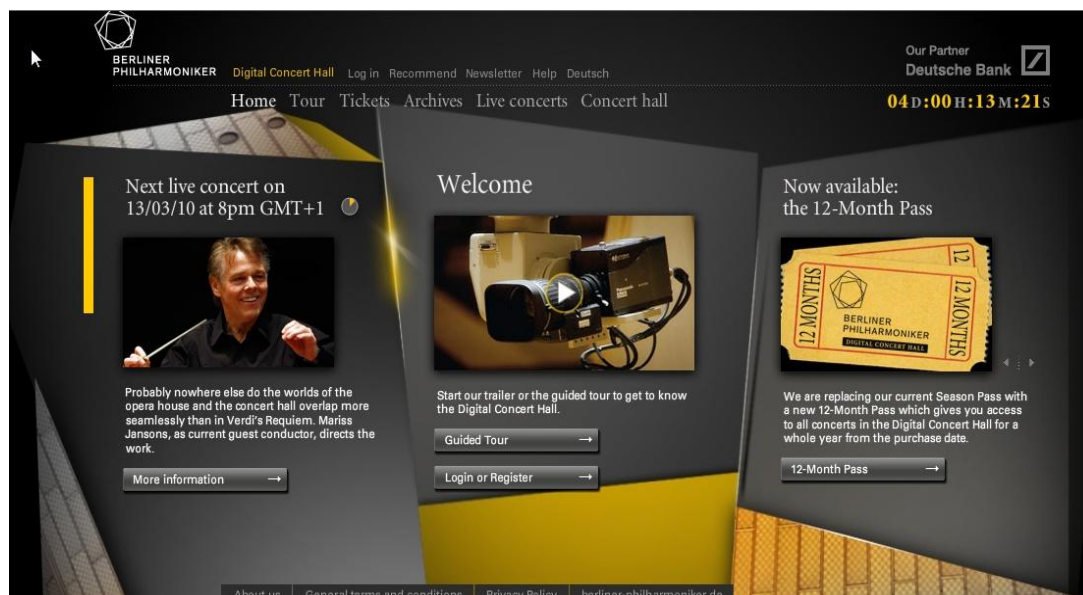 BERLINER
PHILHARMONIKER
Digital Concert Hall Log in Recommend Newsletter Help Deutsch
Our Partner
Deutsche Bank
Home Tour Tickets Archives Live concerts Concert hall
04D:00H:13M:21S
Next live concert on
13/03/10 at 8pm GMT+1
Probably nowhere else do the worlds of the
opera house and the concert hall overlap more
seamlessly than in Verdi's Requiem. Mariss
Jansons, as current guest conductor, directs the
work.
More information →
Welcome
Start our trailer or the guided tour to get to know
the Digital Concert Hall.
Guided Tour →
Login or Register →
Now available:
the 12-Month Pass
12
12 MONTHS
BERLINER
PHILHARMONIKER
DIGITAL CONCERT HALL
12 MONTHS
We are replacing our current Season Pass with
a new 12-Month Pass which gives you access
to all concerts in the Digital Concert Hall for a
whole year from the purchase date.
12-Month Pass →
About us General terms and conditions Privacy Policy berliner-philharmoniker.de